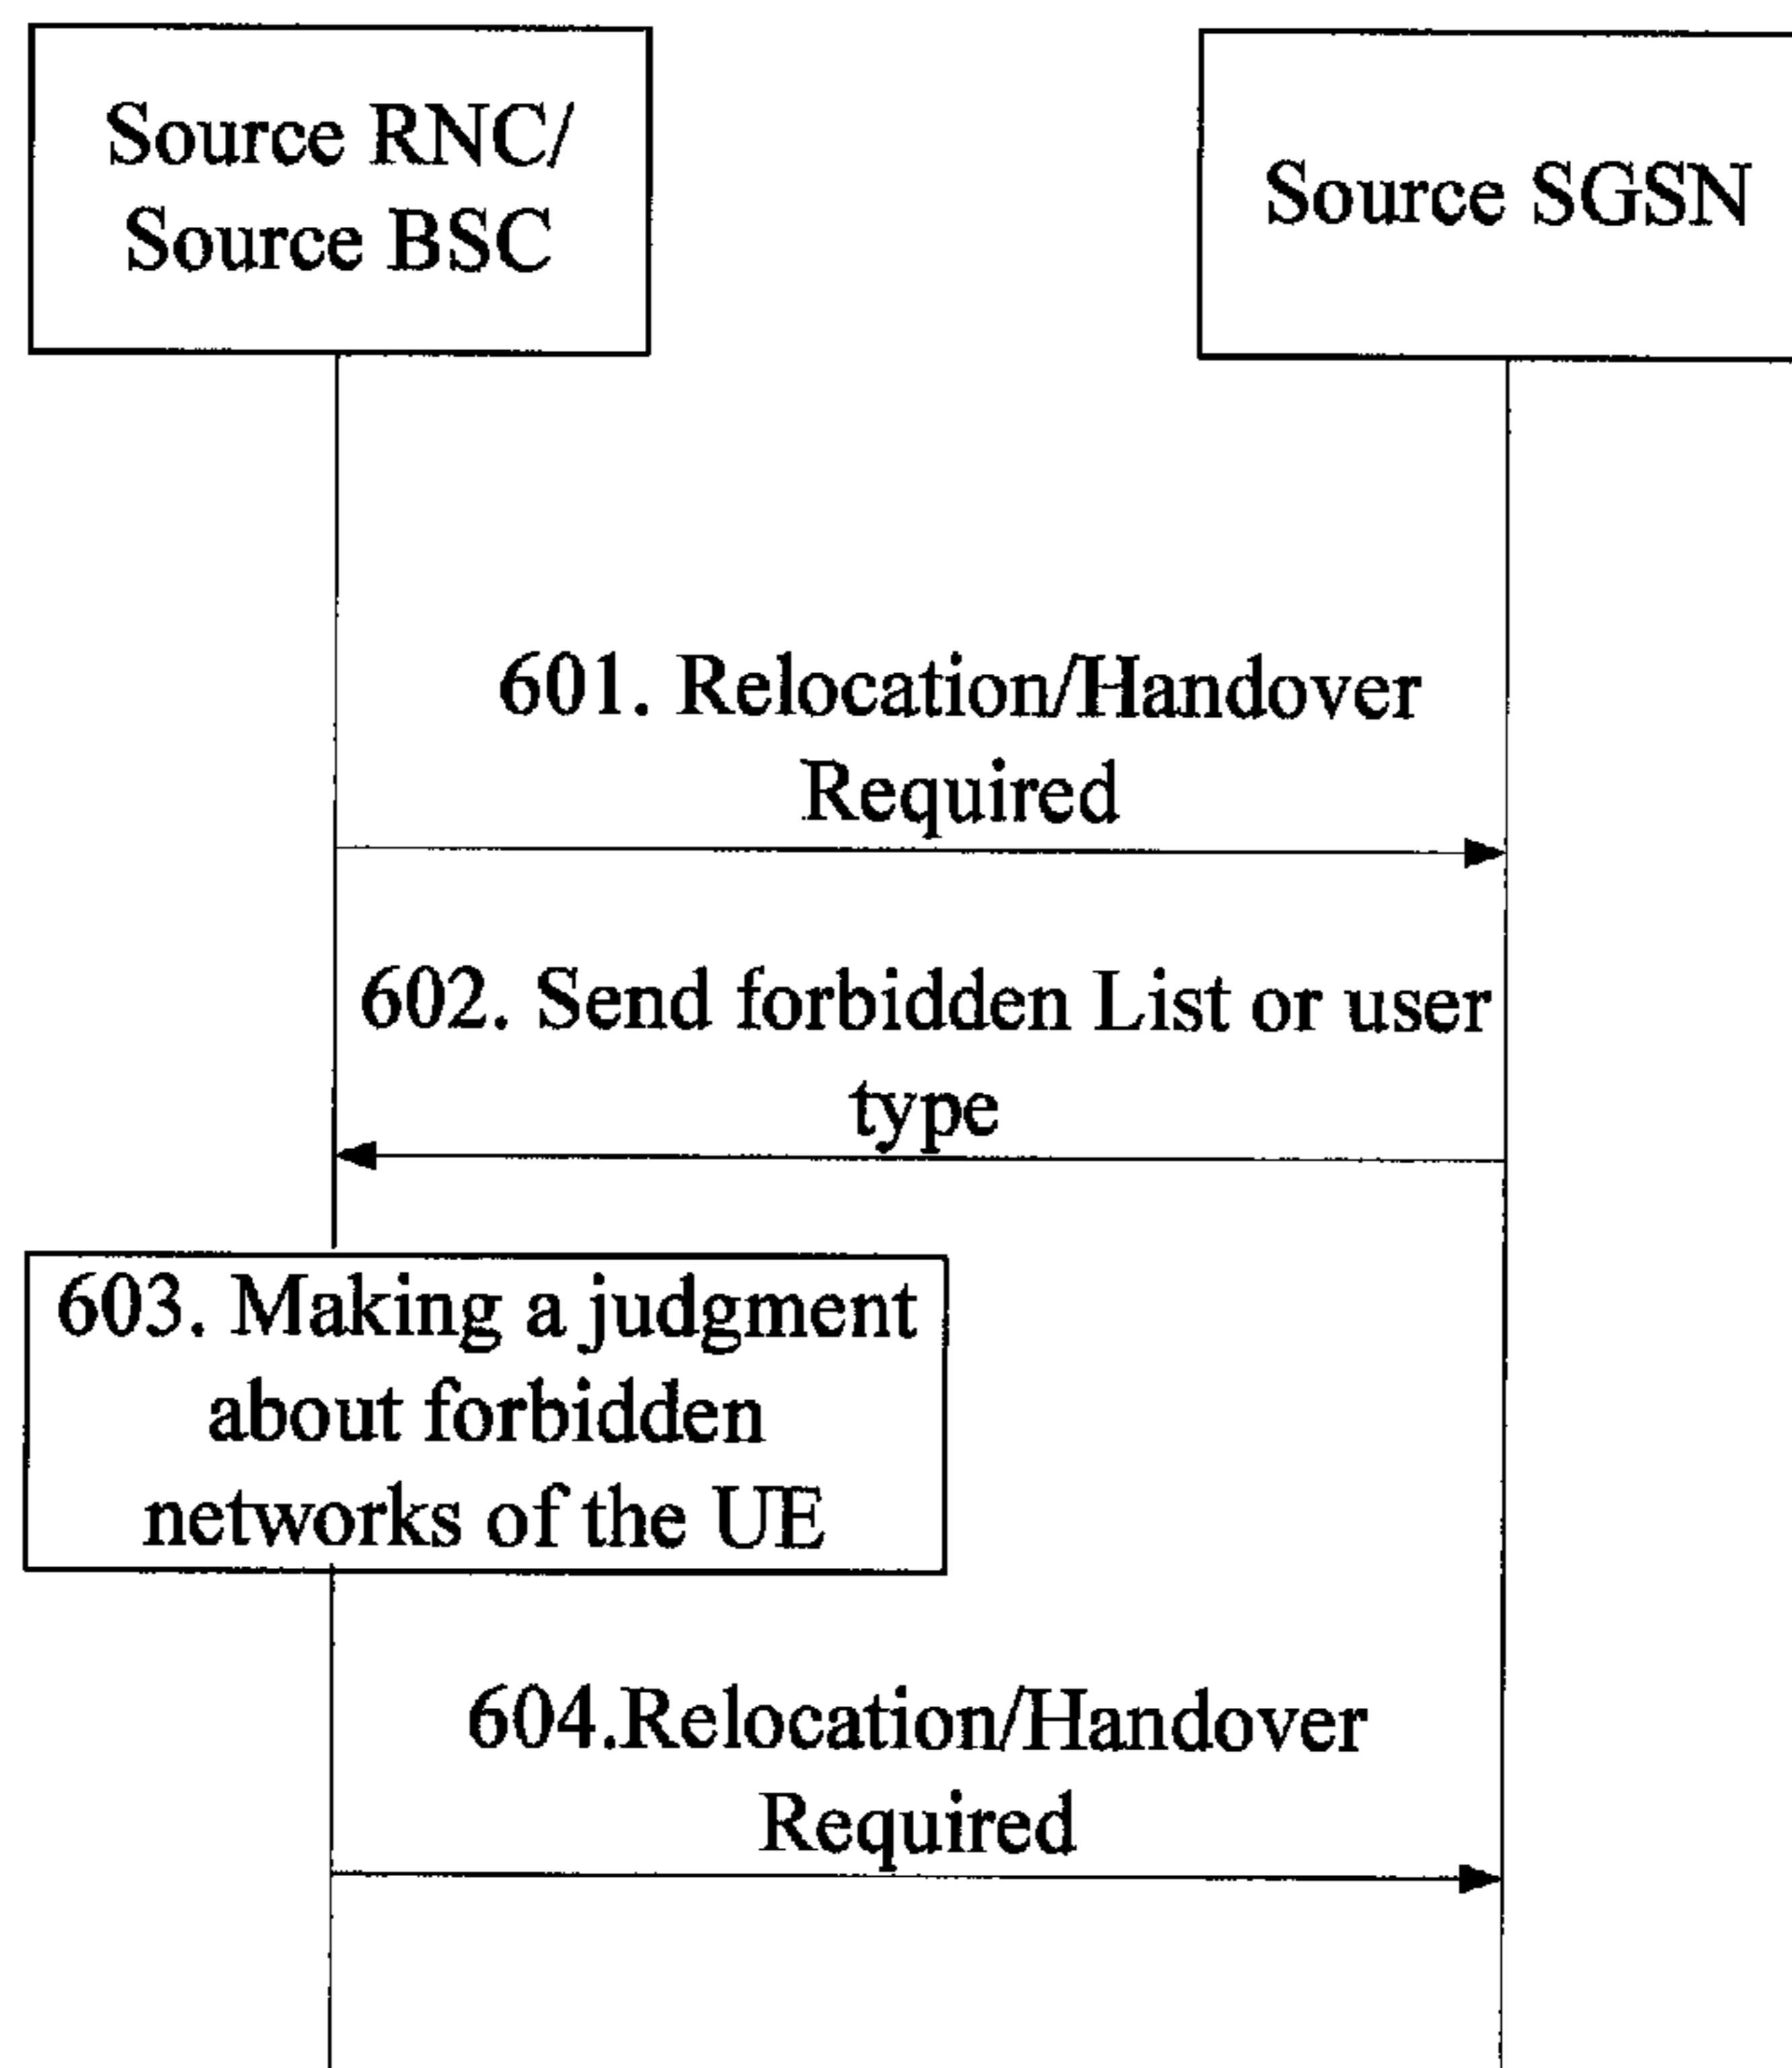 Source RNC/
Source BSC
Source SGSN
601. Relocation/Handover
Required
602. Send forbidden List or user
type
603. Making a judgment
about forbidden
networks of the UE
604.Relocation/Handover
Required